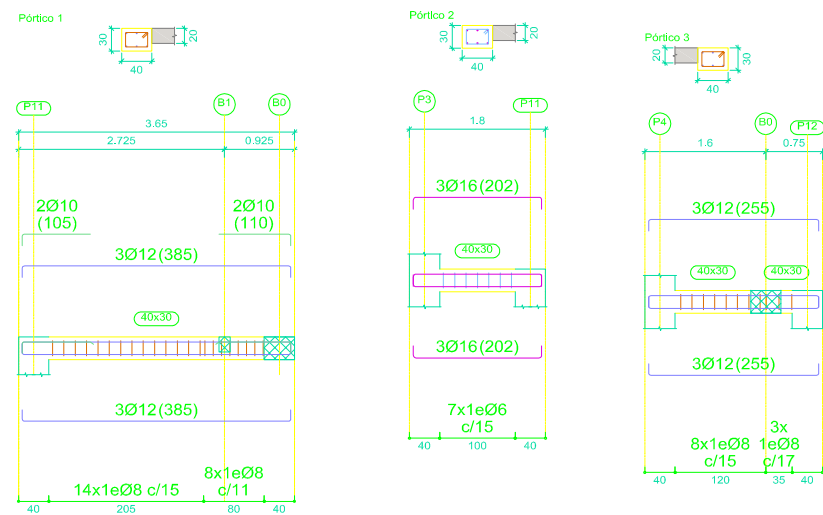 Pórtico 1
30
20
40
P11
B1
B0
3.65
2.725
0.925
2Ø10
(105)
2Ø10
(110)
3Ø12(385)
40x30
3Ø12(385)
14x1eØ8 c/15
8x1eØ8
c/11
40
205
80
40
Pórtico 2
30
20
40
P3
P11
1.8
3Ø16(202)
40x30
3Ø16(202)
7x1eØ6
c/15
40
100
40
Pórtico 3
20
30
40
P4
B0
P12
1.6
0.75
3Ø12(255)
40x30
40x30
3Ø12(255)
8x1eØ8
c/15
3x
1eØ8
c/17
40
120
35
40